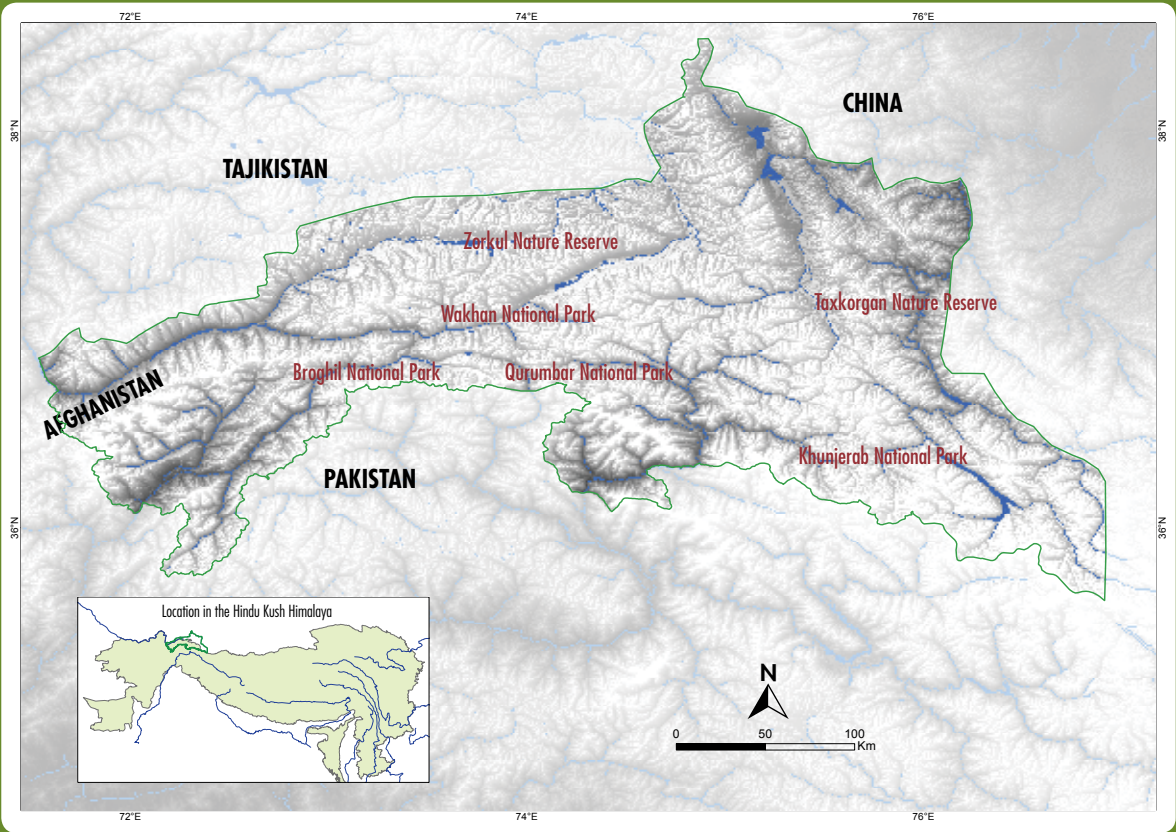 72°E 74°E 76°E
CHINA
38°N 38°N
TAJIKISTAN
Zorkul Nature Reserve
Taxkorgan Nature Reserve
Wakhan National Park
Broghil National Park Qurumbar National Park
AFGHANISTAN
Khunjerab National Park
PAKISTAN
36°N 36°N
Location in the Hindu Kush Himalaya
N
0 50 100
Km
72°E 74°E 76°E